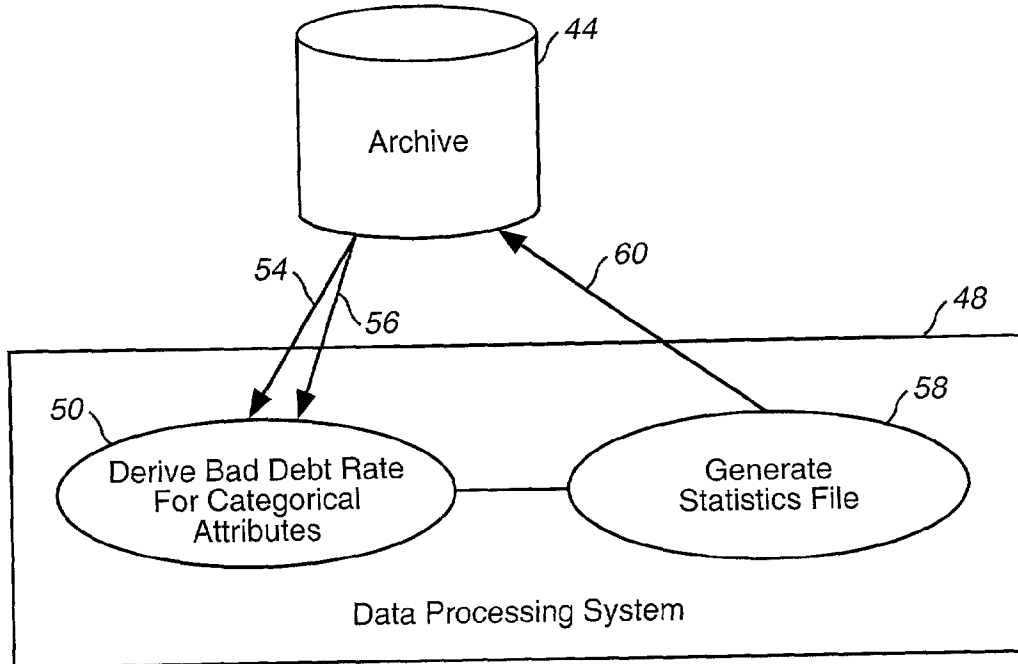 44
Archive
54
56
60
48
50
58
Derive Bad Debt Rate
For Categorical
Attributes
Generate
Statistics File
Data Processing System